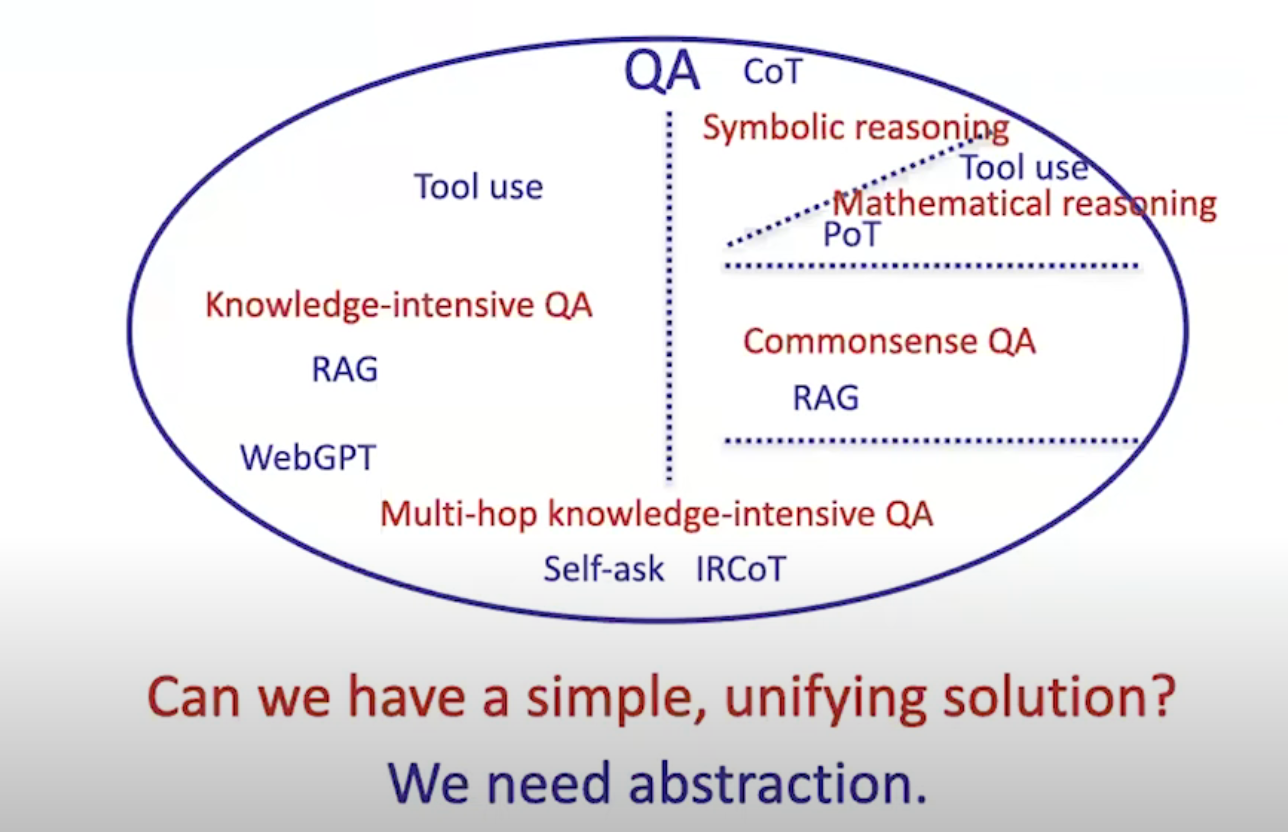 QA CoT
Symbolic reasoning
Tool use
Tool use
Mathematical reasoning
PoT
Knowledge-intensive QA
Commonsense QA
RAG
RAG
WebGPT
Multi-hop knowledge-intensive QA
Self-ask IRCoT
Can we have a simple, unifying solution?
We need abstraction.